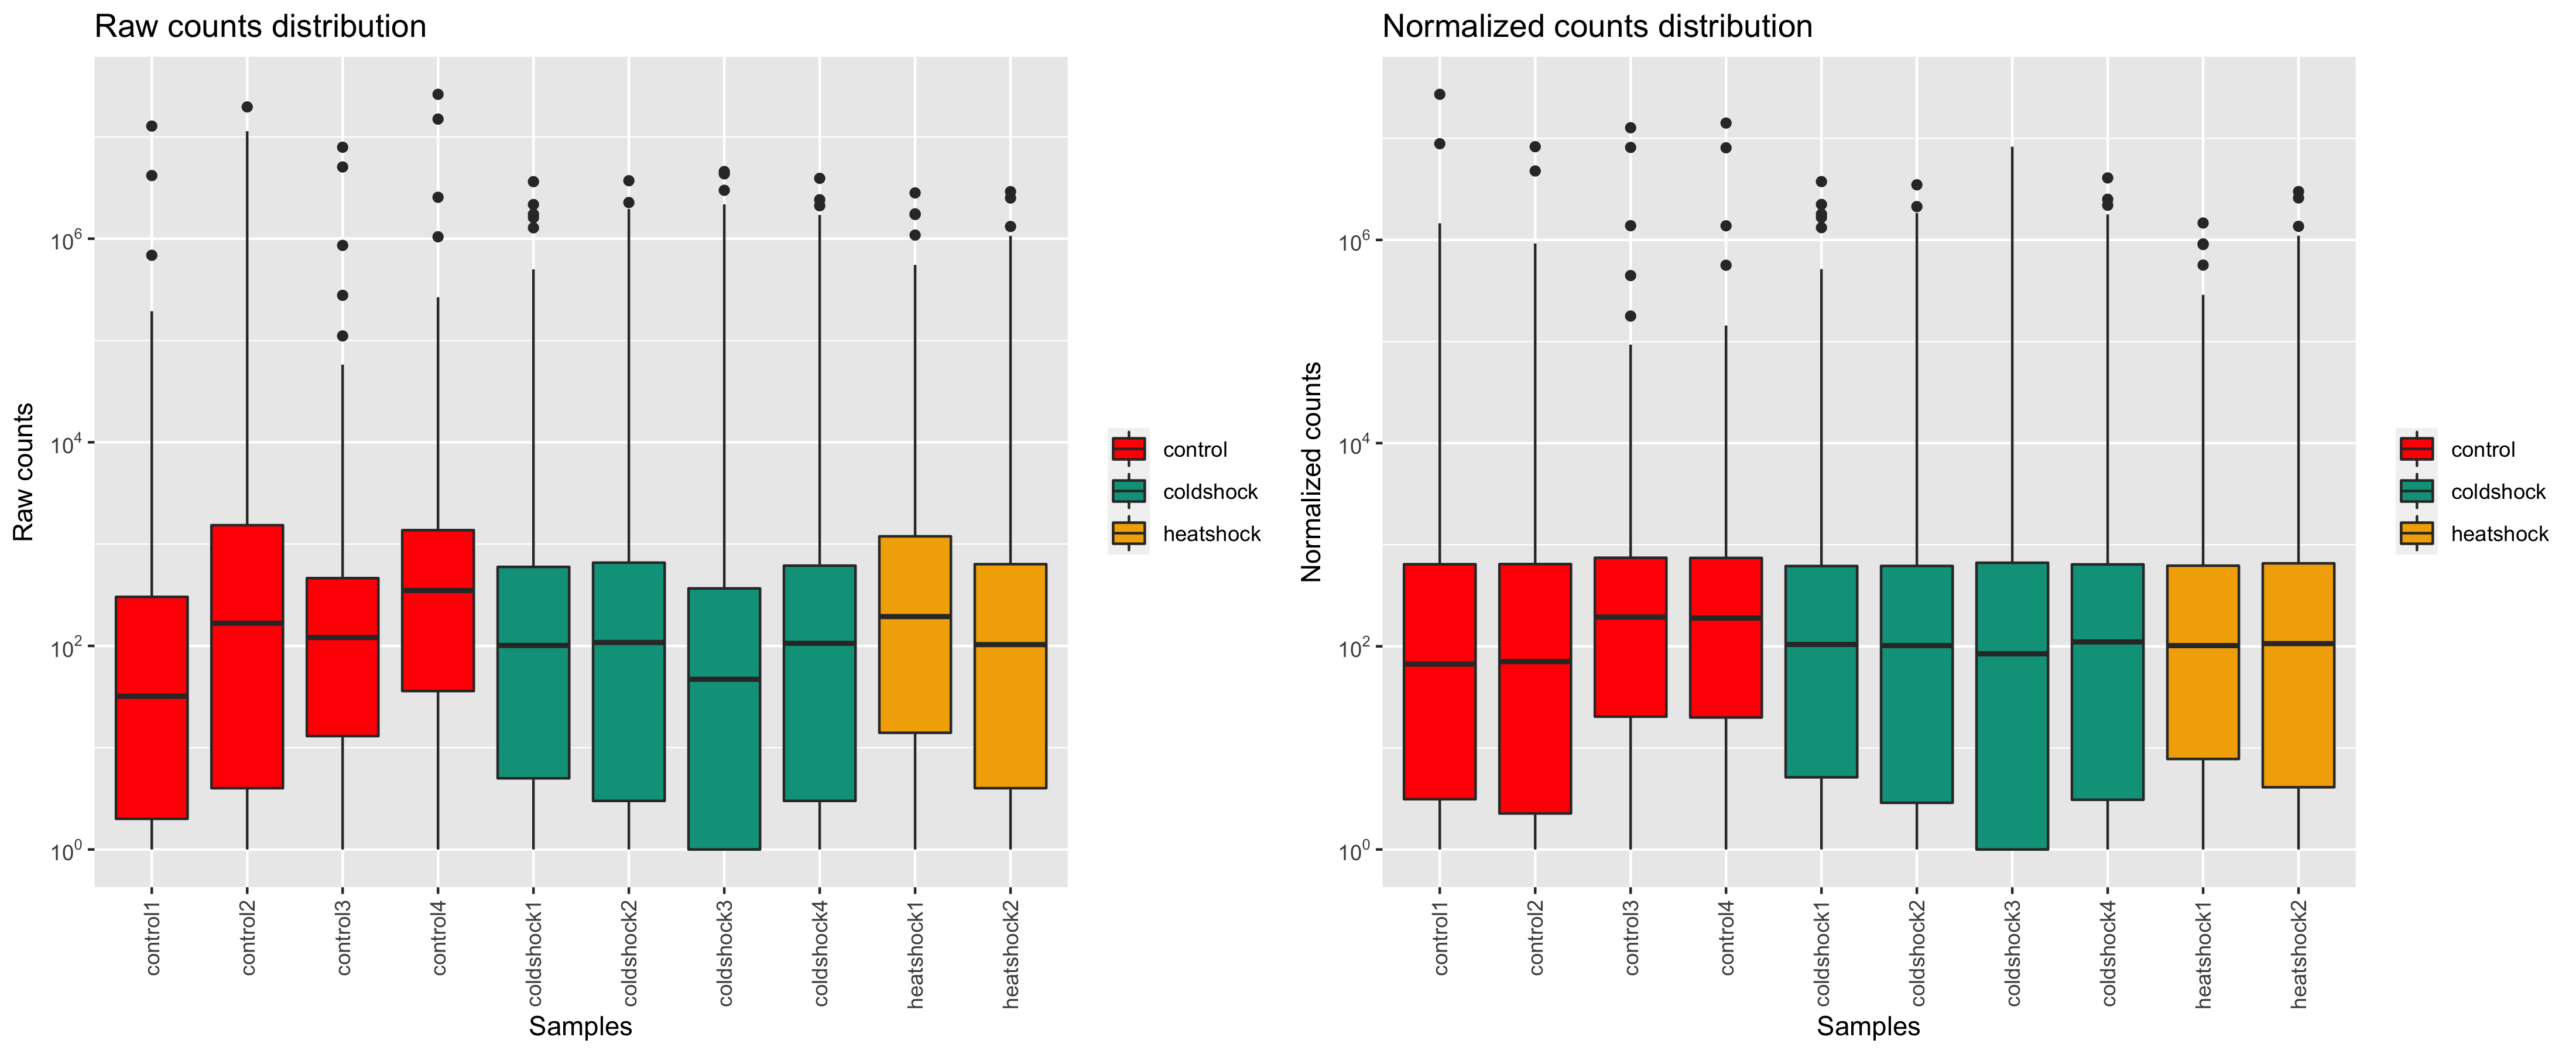 Raw counts distribution
Raw counts
10^6
10^4
10^2
10^0
control1
control2
control3
control4
coldshock1
coldshock2
coldshock3
coldshock4
heatshock1
heatshock2
Samples
control
coldshock
heatshock
Normalized counts distribution
Normalized counts
10^6
10^4
10^2
10^0
control1
control2
control3
control4
coldshock1
coldshock2
coldshock3
coldshock4
heatshock1
heatshock2
Samples
control
coldshock
heatshock